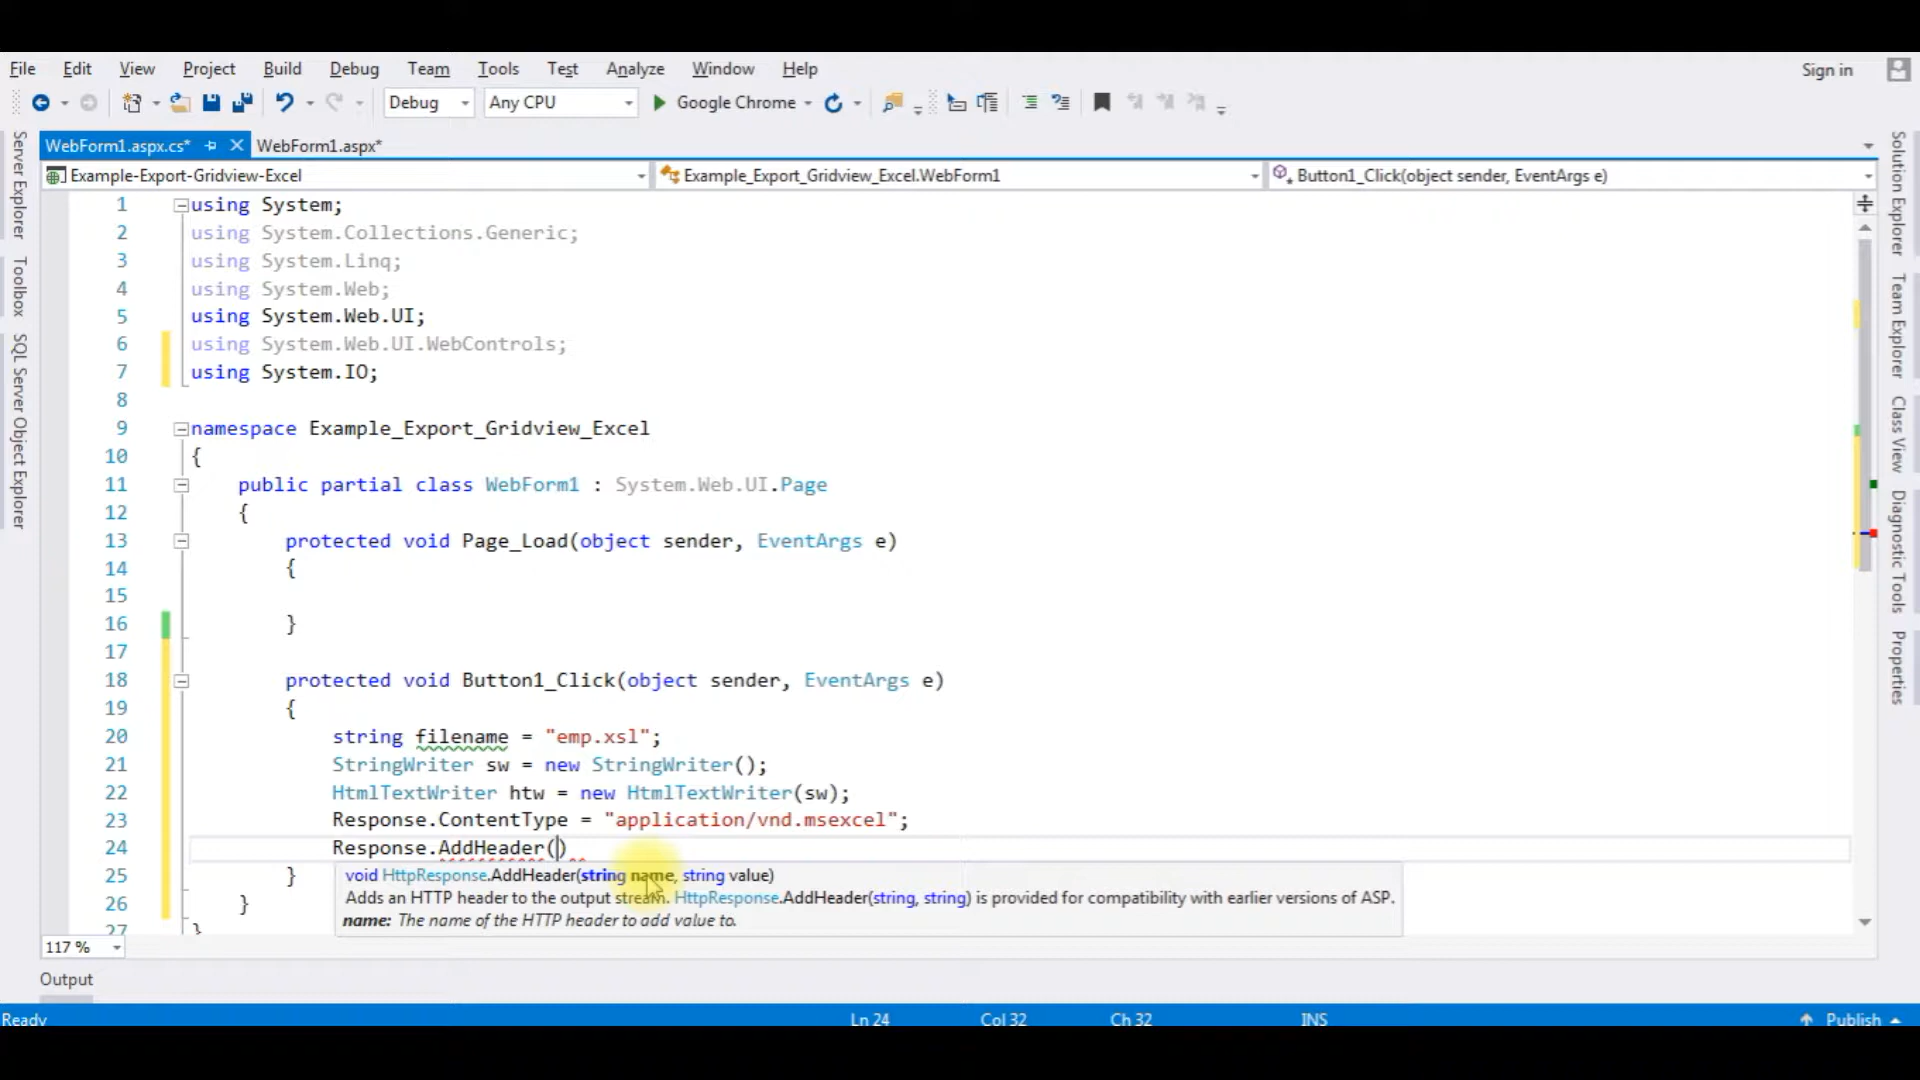 File Edit View Project Build Debug Team Tools Test Analyze Window Help Sign in
Debug Any CPU Google Chrome
WebForm1.aspx.cs* WebForm1.aspx*
Example-Export-Gridview-Excel Example_Export_Gridview_Excel.WebForm1 Button1_Click(object sender, EventArgs e)
Server Explorer
Toolbox
SQL Server Object Explorer
1 using System;
2 using System.Collections.Generic;
3 using System.Linq;
4 using System.Web;
5 using System.Web.UI;
6 using System.Web.UI.WebControls;
7 using System.IO;
8
9 namespace Example_Export_Gridview_Excel
10 {
11 public partial class WebForm1 : System.Web.UI.Page
12 {
13 protected void Page_Load(object sender, EventArgs e)
14 {
15
16 }
17
18 protected void Button1_Click(object sender, EventArgs e)
19 {
20 string filename = "emp.xsl";
21 StringWriter sw = new StringWriter();
22 HtmlTextWriter htw = new HtmlTextWriter(sw);
23 Response.ContentType = "application/vnd.msexcel";
24 Response.AddHeader()
25 }
26 }
27 }
void HttpResponse.AddHeader(string name, string value)
Adds an HTTP header to the output stream. HttpResponse.AddHeader(string, string) is provided for compatibility with earlier versions of ASP.
name: The name of the HTTP header to add value to.
Solution Explorer
Team Explorer
Class View
Diagnostic Tools
Properties
117 %
Output
Ready Ln 24 Col 32 Ch 32 INS Publish